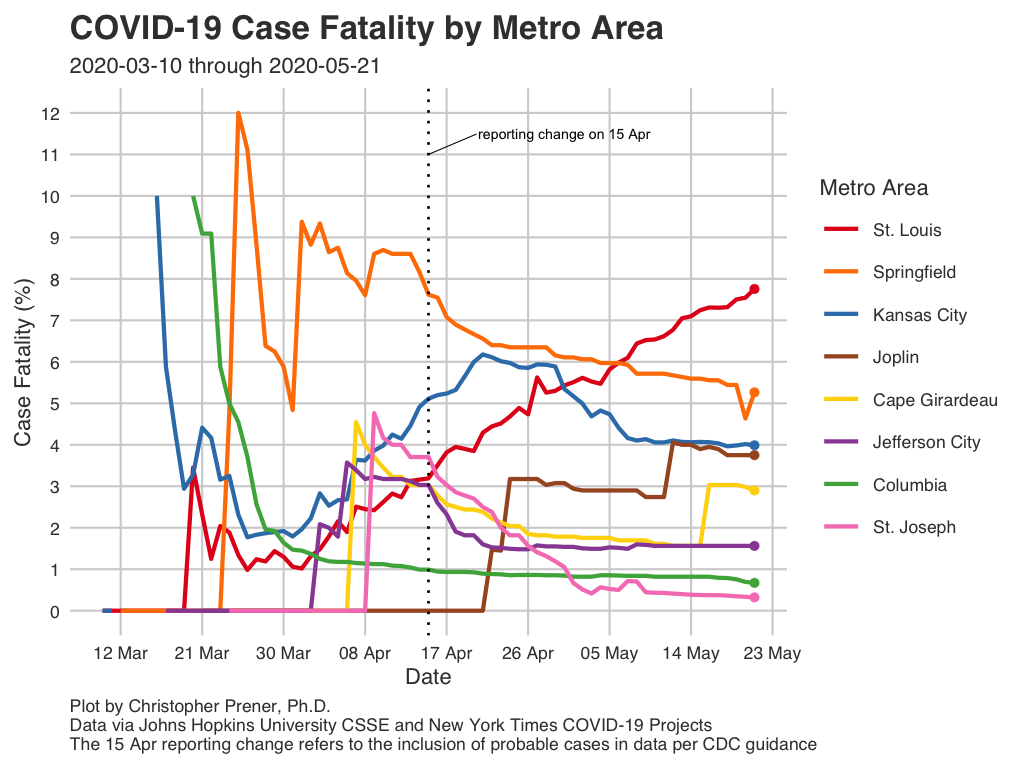 COVID-19 Case Fatality by Metro Area
2020-03-10 through 2020-05-21
12
11
10
9
8
7
6
5
4
3
2
1
0
Case Fatality (%)
reporting change on 15 Apr
12 Mar 21 Mar 30 Mar 08 Apr 17 Apr 26 Apr 05 May 14 May 23 May
Date
Metro Area
St. Louis
Springfield
Kansas City
Joplin
Cape Girardeau
Jefferson City
Columbia
St. Joseph
Plot by Christopher Prener, Ph.D.
Data via Johns Hopkins University CSSE and New York Times COVID-19 Projects
The 15 Apr reporting change refers to the inclusion of probable cases in data per CDC guidance